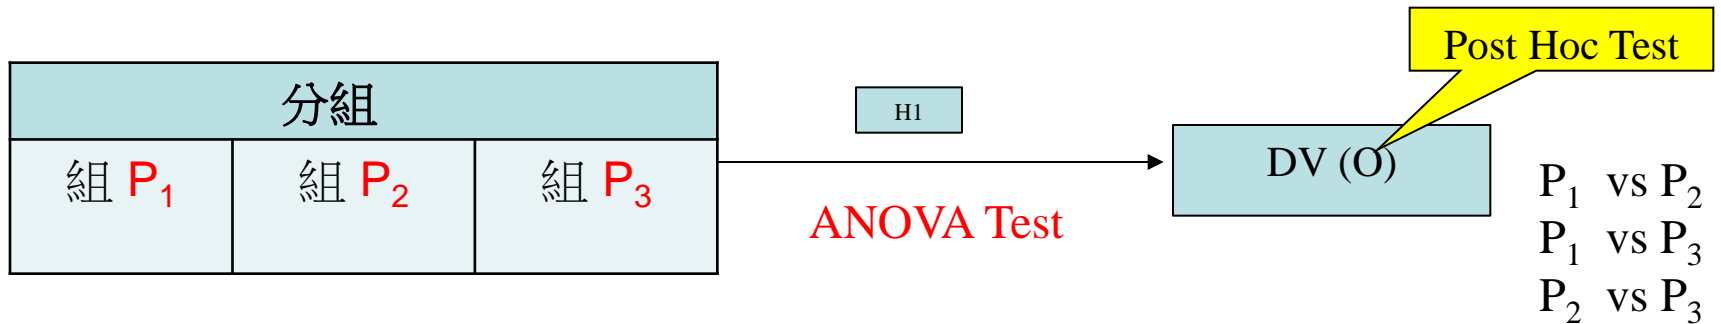 Post Hoc Test
分組
H1
組 P₁ 組 P₂ 組 P₃
DV (O)
ANOVA Test
P₁ vs P₂
P₁ vs P₃
P₂ vs P₃